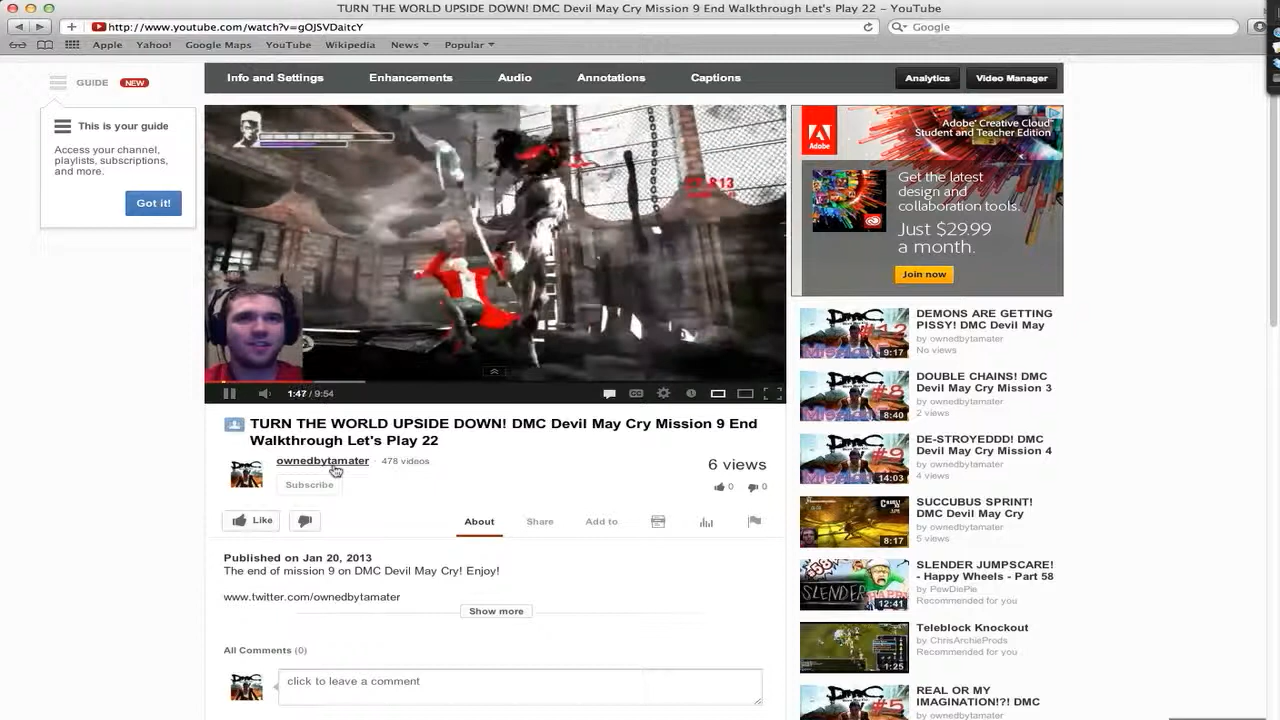 TURN THE WORLD UPSIDE DOWN! DMC Devil May Cry Mission 9 End Walkthrough Let's Play 22 – YouTube
http://www.youtube.com/watch?v=gOJSVDaitcY
Google
Apple Yahoo! Google Maps YouTube Wikipedia News Popular
GUIDE NEW
Info and Settings Enhancements Audio Annotations Captions Analytics Video Manager
This is your guide
Access your channel,
playlists, subscriptions,
and more.
Got it!
1:47 / 9:54
CC
Adobe® Creative Cloud™
Student and Teacher Edition
Adobe
Get the latest
design and
collaboration tools.
Just $29.99
a month.
Join now
TURN THE WORLD UPSIDE DOWN! DMC Devil May Cry Mission 9 End
Walkthrough Let's Play 22
ownedbytamater · 478 videos
Subscribe
6 views
0 0
Like
About Share Add to
Published on Jan 20, 2013
The end of mission 9 on DMC Devil May Cry! Enjoy!
www.twitter.com/ownedbytamater
Show more
All Comments (0)
click to leave a comment
DMC
#12
9:17
DEMONS ARE GETTING
PISSY! DMC Devil May
by ownedbytamater
No views
DMC
#8
8:40
DOUBLE CHAINS! DMC
Devil May Cry Mission 3
by ownedbytamater
2 views
DMC
#9
14:03
DE-STROYEDDD! DMC
Devil May Cry Mission 4
by ownedbytamater
4 views
8:17
SUCCUBUS SPRINT!
DMC Devil May Cry
by ownedbytamater
5 views
SLENDER
12:41
SLENDER JUMPSCARE!
- Happy Wheels - Part 58
by PewDiePie
Recommended for you
1:25
Teleblock Knockout
by ChrisArchieProds
Recommended for you
DMC
#5
REAL OR MY
IMAGINATION!?! DMC
by ownedbytamater